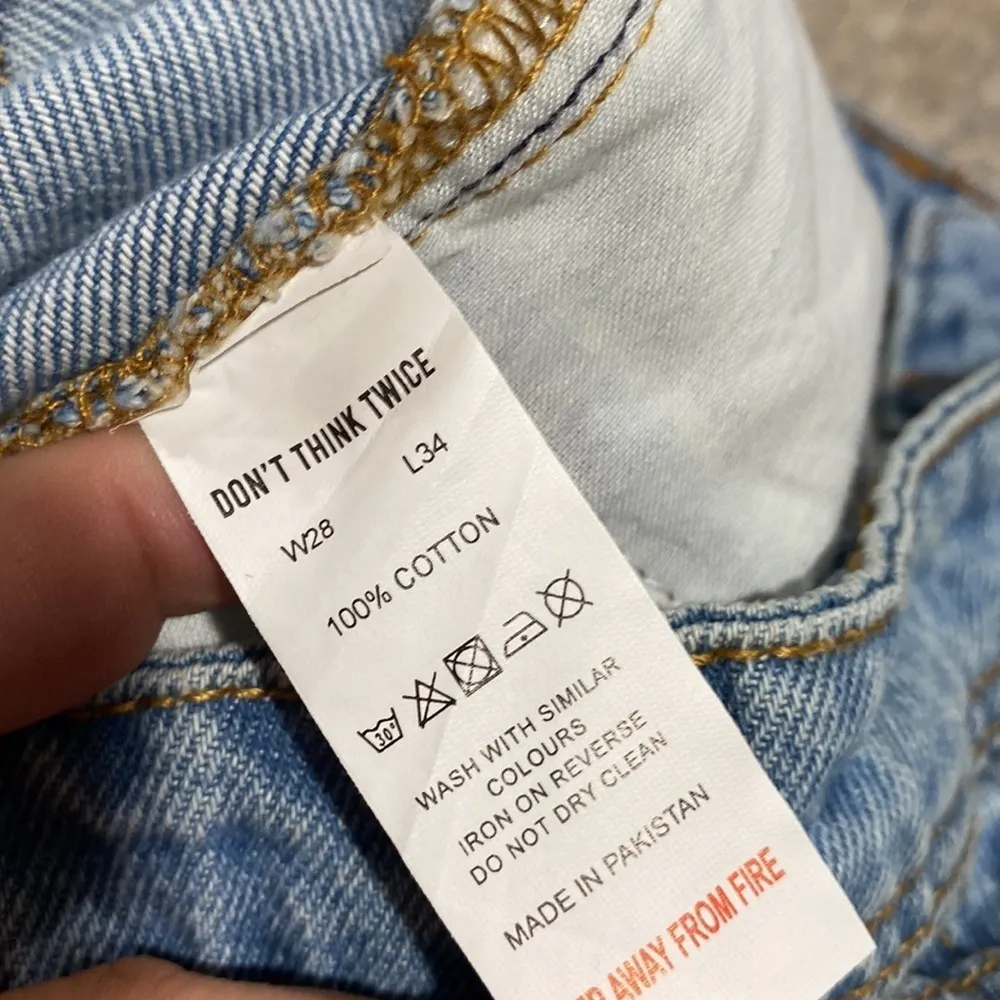 DON'T THINK TWICE
W28 L34
100% COTTON
30°
WASH WITH SIMILAR
COLOURS
IRON ON REVERSE
DO NOT DRY CLEAN
MADE IN PAKISTAN
AWAY FROM FIRE